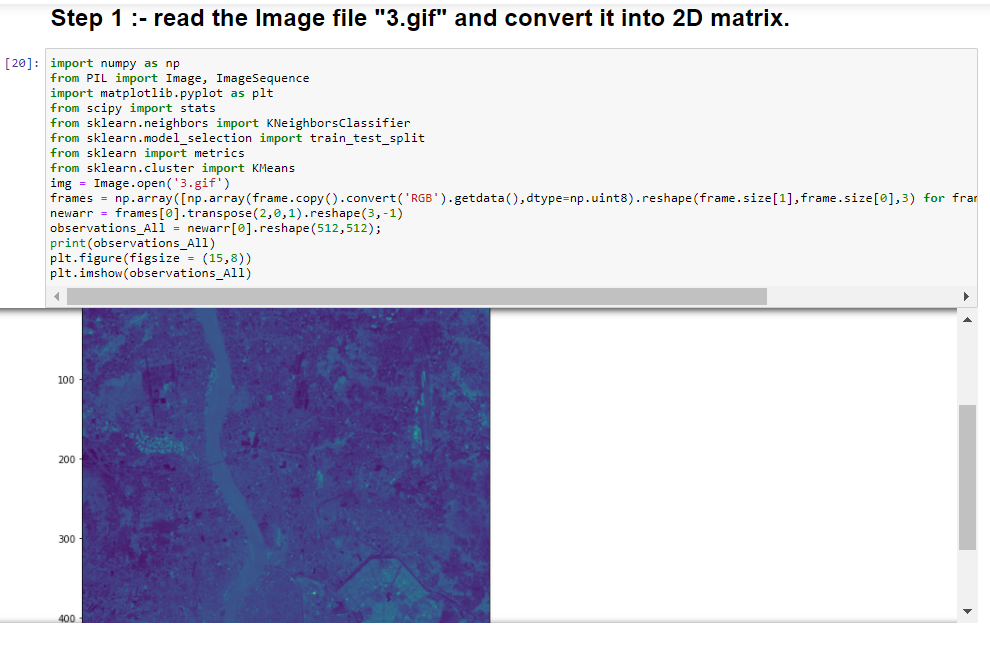 Step 1 :- read the Image file "3.gif" and convert it into 2D matrix.
[20]:
import numpy as np
from PIL import Image, ImageSequence
import matplotlib.pyplot as plt
from scipy import stats
from sklearn.neighbors import KNeighborsClassifier
from sklearn.model_selection import train_test_split
from sklearn import metrics
from sklearn.cluster import KMeans
img = Image.open('3.gif')
frames = np.array([np.array(frame.copy().convert('RGB').getdata(),dtype=np.uint8).reshape(frame.size[1],frame.size[0],3) for
newarr = frames[0].transpose(2,0,1).reshape(3,-1)
observations_All = newarr[0].reshape(512,512);
print(observations_All)
plt.figure(figsize = (15,8))
plt.imshow(observations_All)
100
200
300
400